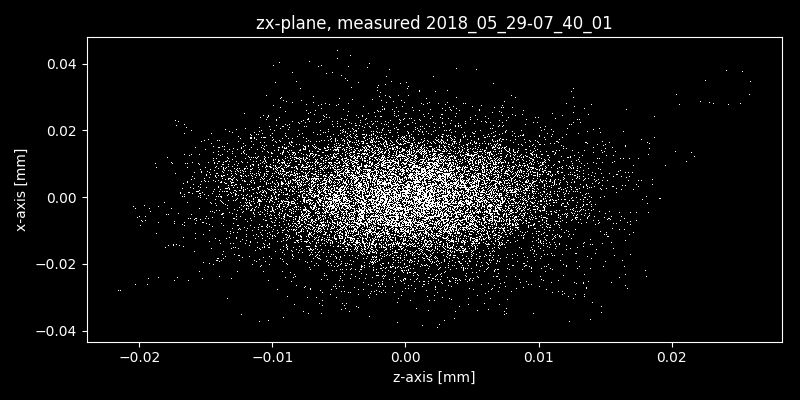 zx-plane, measured 2018_05_29-07_40_01
0.04
0.02
0.00
−0.02
−0.04
x-axis [mm]
−0.02 −0.01 0.00 0.01 0.02
z-axis [mm]